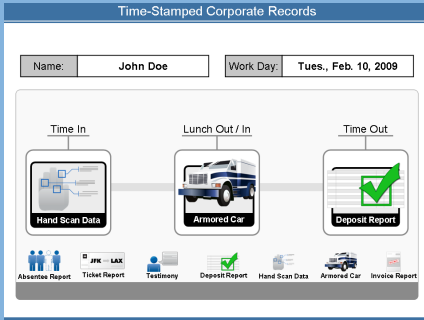 Time-Stamped Corporate Records
Name: John Doe Work Day: Tues., Feb. 10, 2009
Time In Lunch Out / In Time Out
Hand Scan Data Armored Car Deposit Report
JFK LAX
Absentee Report Ticket Report Testimony Deposit Report Hand Scan Data Armored Car Invoice Report